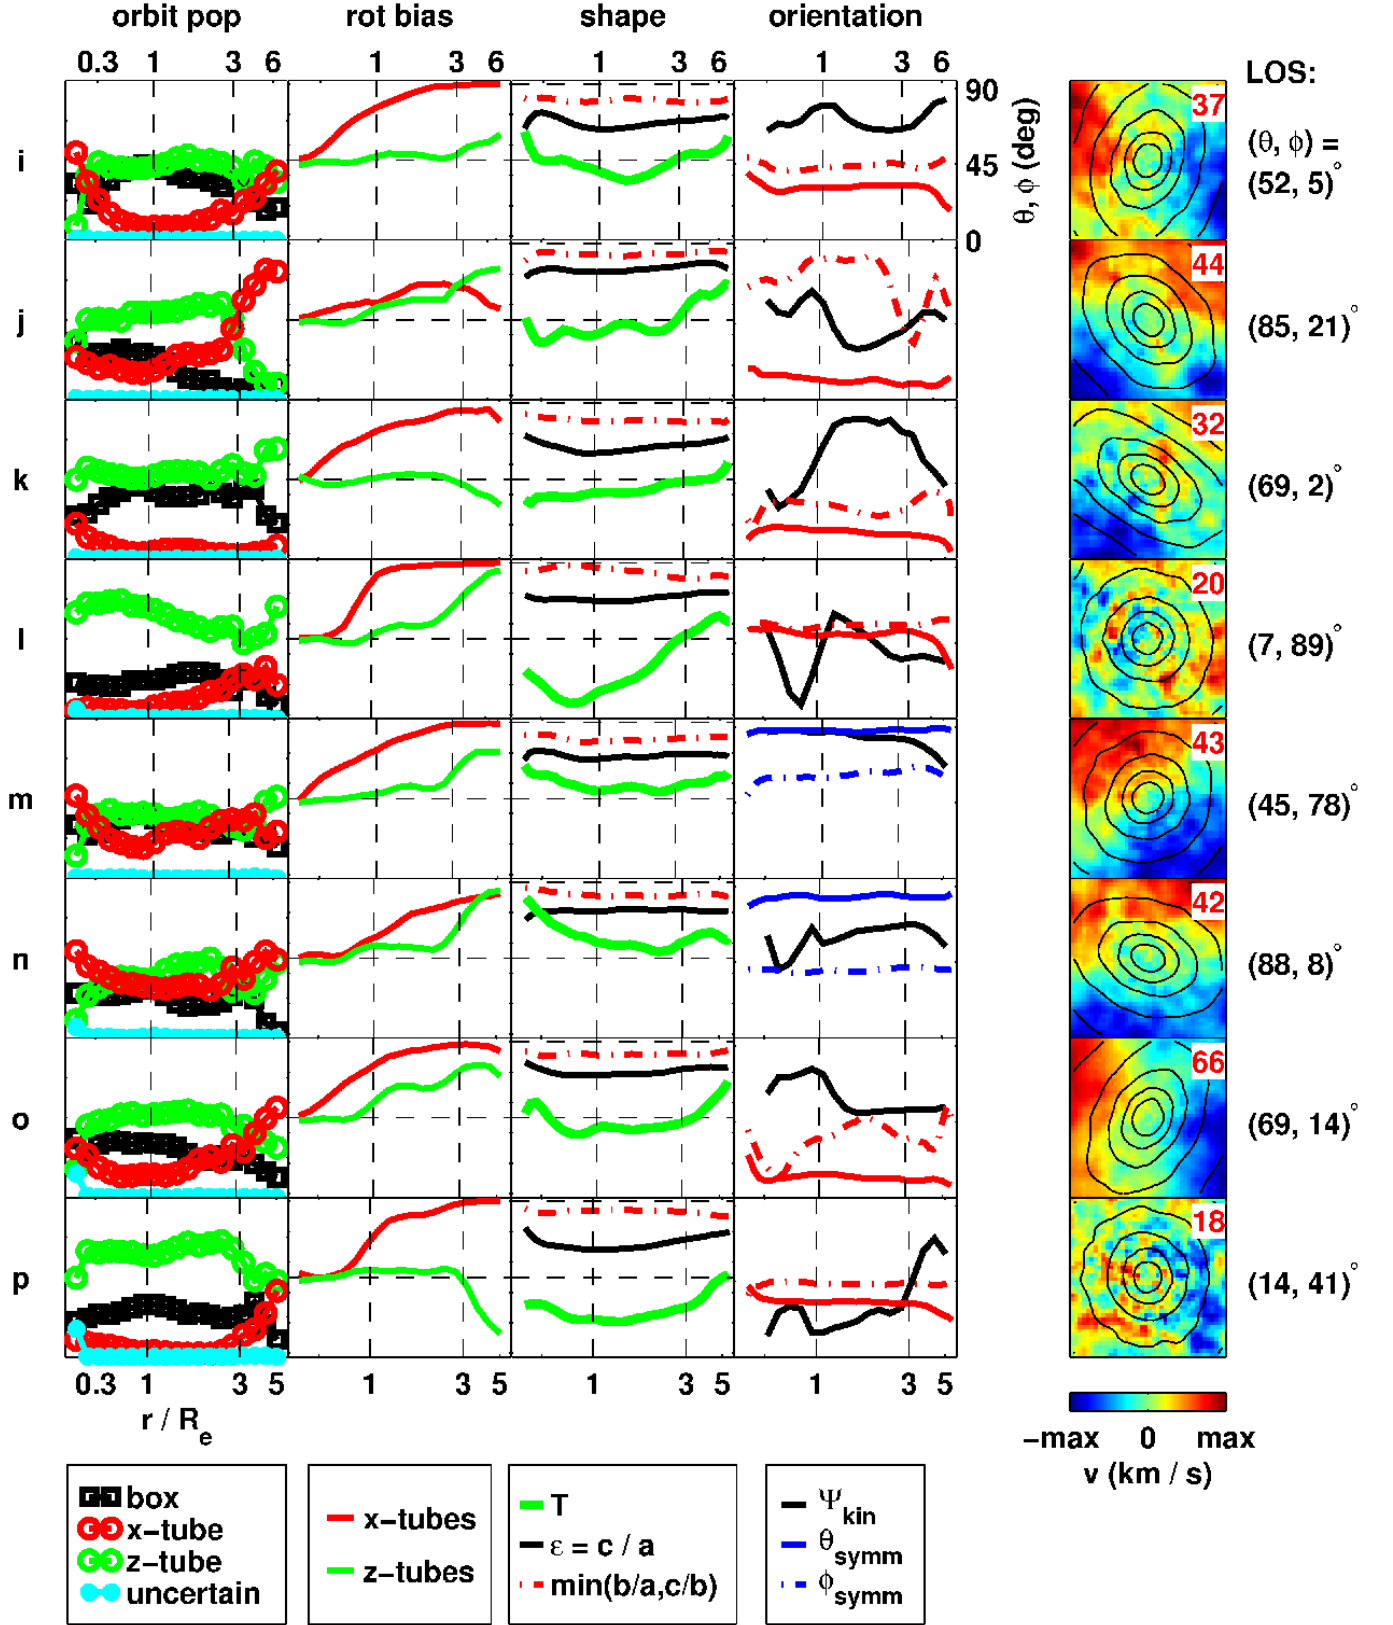 orbit pop rot bias shape orientation
0.3 1 3 6 1 3 6 1 3 6 1 3 6
LOS:
i 90 45 0 θ, φ (deg) 37 (θ, φ) =
(52, 5)°
j 44 (85, 21)°
k 32 (69, 2)°
l 20 (7, 89)°
m 43 (45, 78)°
n 42 (88, 8)°
o 66 (69, 14)°
p 18 (14, 41)°
0.3 1 3 5 1 3 5 1 3 5 1 3 5
r / Re
−max 0 max
v (km / s)
box
x−tube
z−tube
uncertain
x−tubes
z−tubes
T
ε = c / a
min(b/a,c/b)
Ψkin
θsymm
ϕsymm